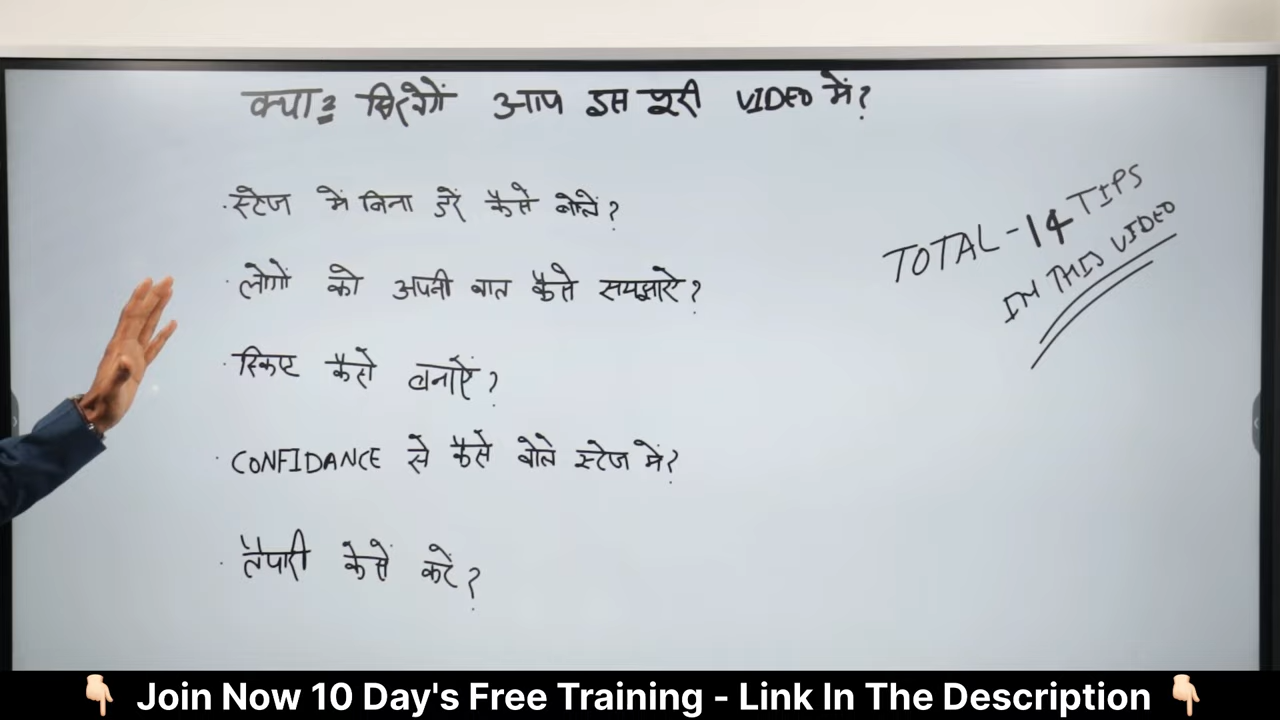 क्या २ सिखेगें आप इस पूरी VIDEO में?
.स्टेज में बिना डरें कैसे बोलें?
.लोगों को अपनी बात कैसे समझाऐ?
.स्क्रिप्ट कैसे बनाऐं?
.CONFIDANCE से कैसे बोले स्टेज में?
.तैयारी कैसे करें?
TOTAL-14 TIPS
IN THIS VIDEO
👇 Join Now 10 Day's Free Training - Link In The Description 👇